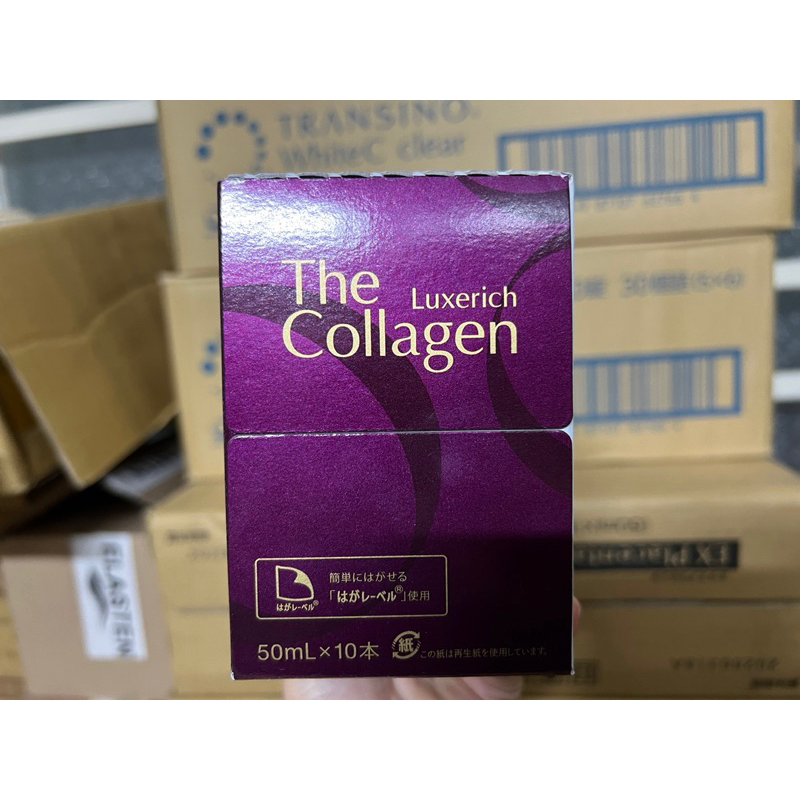 TRANSINO
WhiteC clear
The Luxerich
Collagen
簡単にはがせる
「はがレーベル®」使用
はがレーベル®
50mL×10本
紙
この紙は再生紙を使用しています。
EX Placenta
ELASTEN